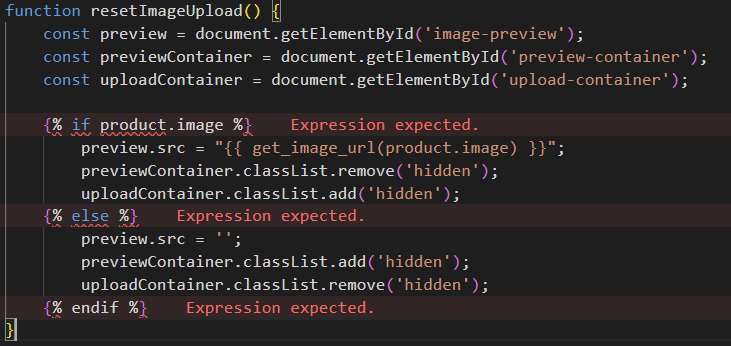 function resetImageUpload() {
    const preview = document.getElementById('image-preview');
    const previewContainer = document.getElementById('preview-container');
    const uploadContainer = document.getElementById('upload-container');
    {% if product.image %}    Expression expected.
        preview.src = "{{ get_image_url(product.image) }}";
        previewContainer.classList.remove('hidden');
        uploadContainer.classList.add('hidden');
    {% else %}    Expression expected.
        preview.src = '';
        previewContainer.classList.add('hidden');
        uploadContainer.classList.remove('hidden');
    {% endif %}    Expression expected.
}